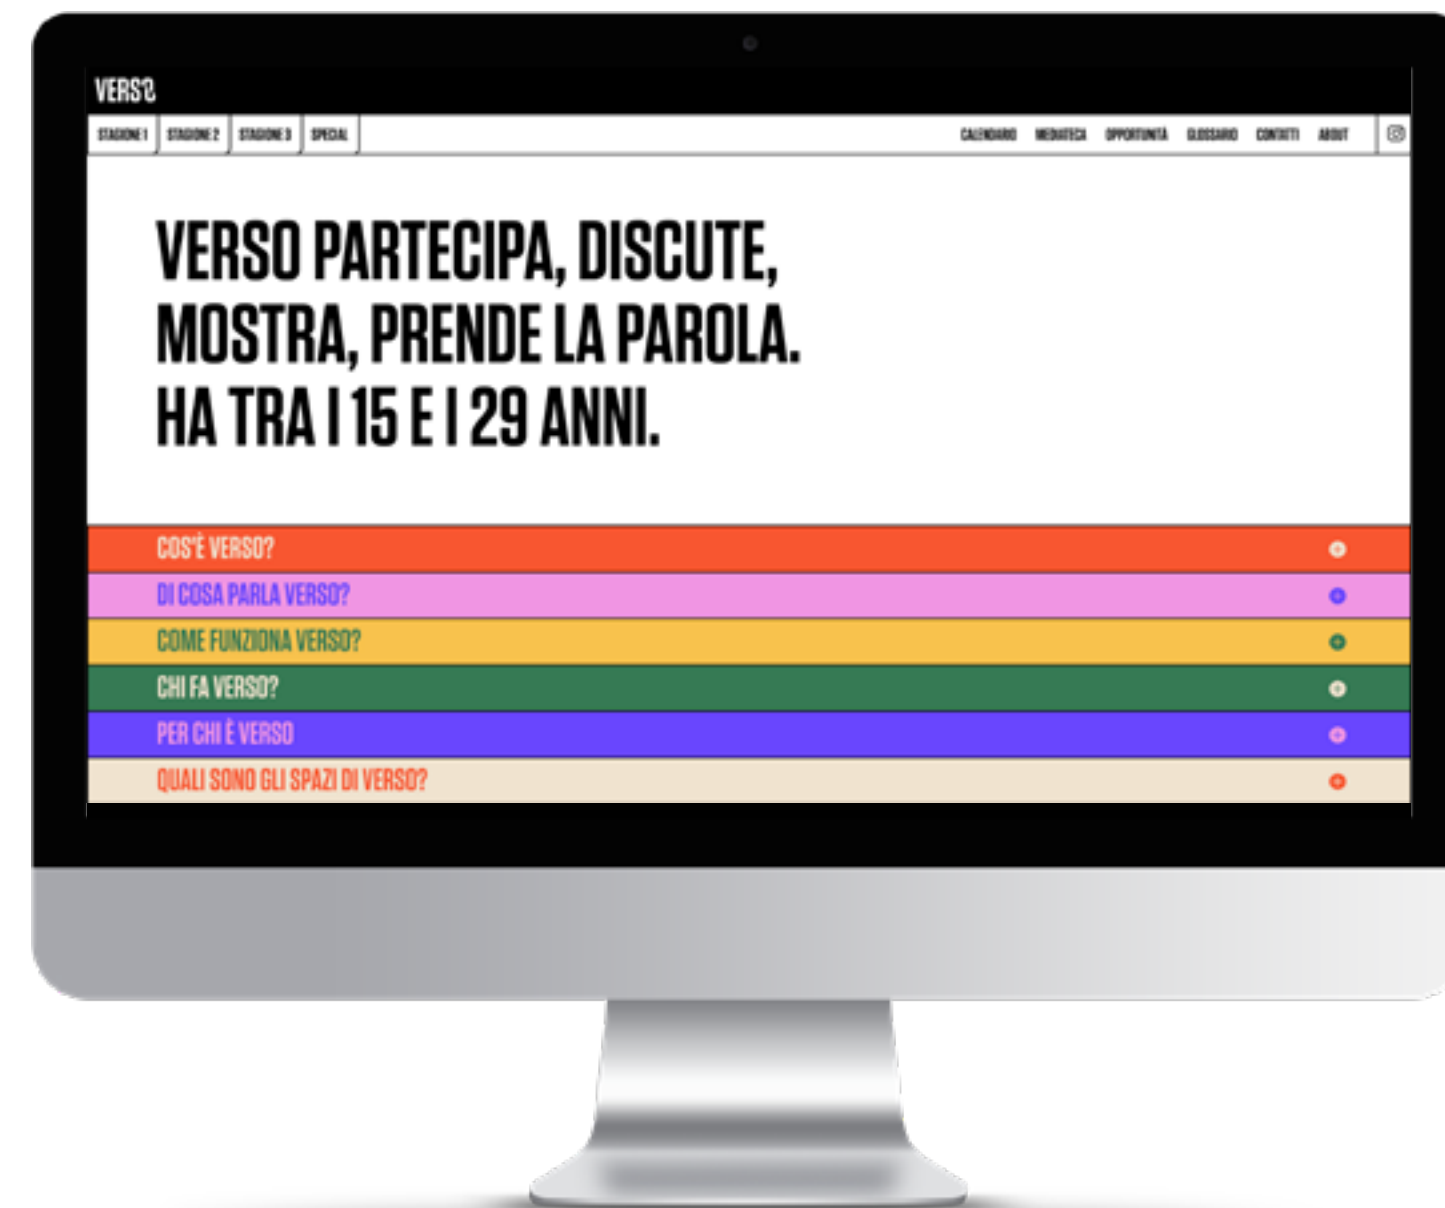 VERSO
STAGIONE 1 STAGIONE 2 STAGIONE 3 SPECIAL CALENDARIO MEDIATECA OPPORTUNITÀ GLOSSARIO CONTATTI ABOUT
VERSO PARTECIPA, DISCUTE,
MOSTRA, PRENDE LA PAROLA.
HA TRA I 15 E I 29 ANNI.
COS'È VERSO?
DI COSA PARLA VERSO?
COME FUNZIONA VERSO?
CHI FA VERSO?
PER CHI È VERSO
QUALI SONO GLI SPAZI DI VERSO?